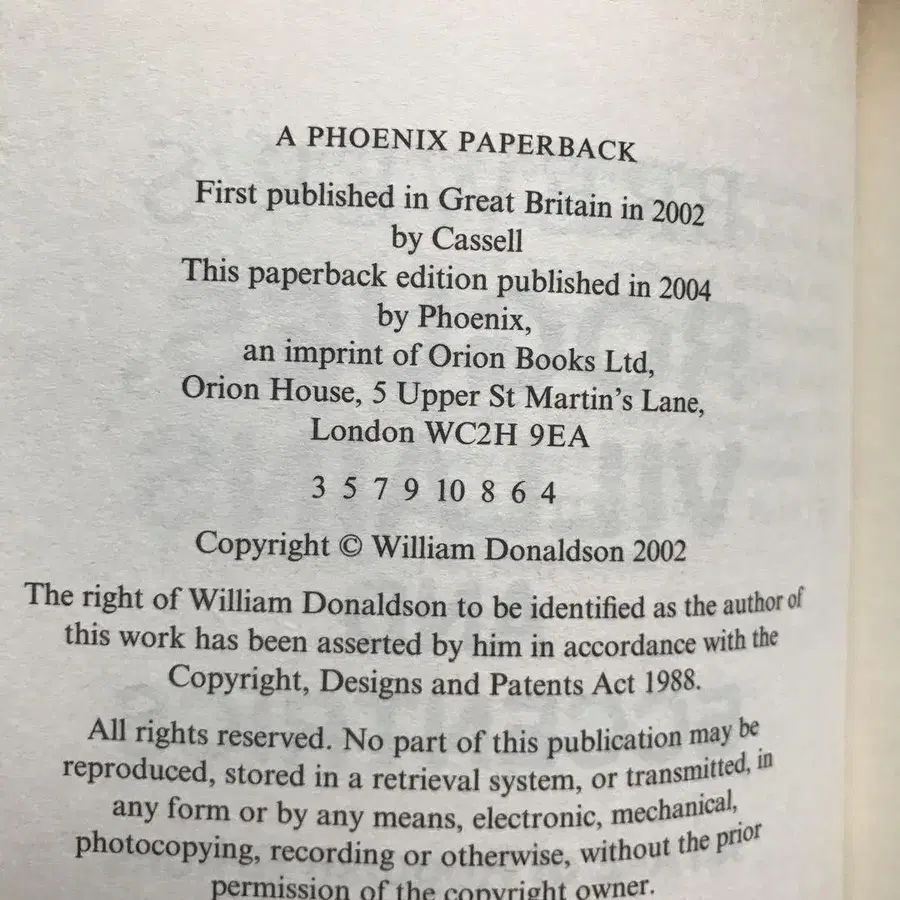 A PHOENIX PAPERBACK
First published in Great Britain in 2002
by Cassell
This paperback edition published in 2004
by Phoenix,
an imprint of Orion Books Ltd,
Orion House, 5 Upper St Martin's Lane,
London WC2H 9EA
3 5 7 9 10 8 6 4
Copyright © William Donaldson 2002
The right of William Donaldson to be identified as the author of
this work has been asserted by him in accordance with the
Copyright, Designs and Patents Act 1988.
All rights reserved. No part of this publication may be
reproduced, stored in a retrieval system, or transmitted, in
any form or by any means, electronic, mechanical,
photocopying, recording or otherwise, without the prior
permission of the copyright owner.